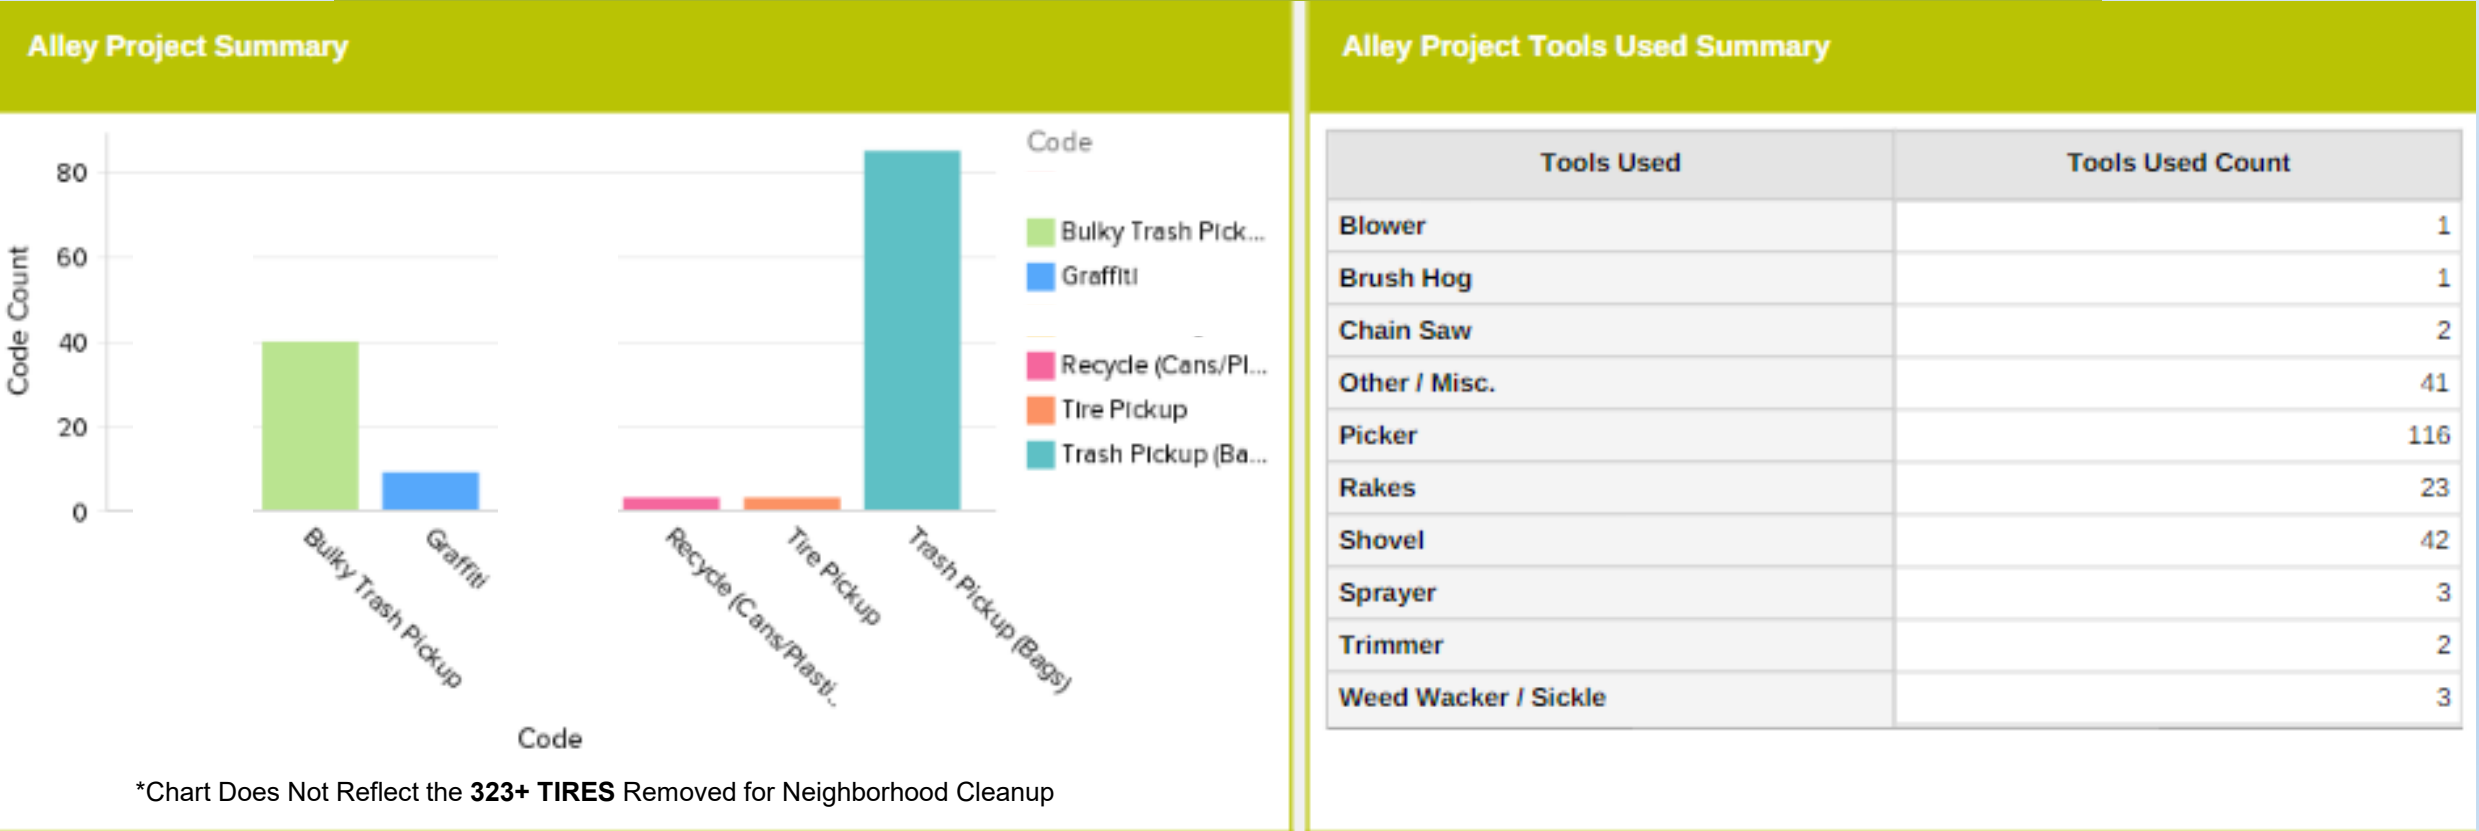 Alley Project Summary
80
60
40
20
0
Code Count
Bulky Trash Pickup
Graffiti
Recycle (Cans/Plasti..
Tire Pickup
Trash Pickup (Bags)
Code
Code
Bulky Trash Pick...
Graffiti
Recycle (Cans/Pl...
Tire Pickup
Trash Pickup (Ba...
*Chart Does Not Reflect the 323+ TIRES Removed for Neighborhood Cleanup
Alley Project Tools Used Summary
Tools Used Tools Used Count
Blower 1
Brush Hog 1
Chain Saw 2
Other / Misc. 41
Picker 116
Rakes 23
Shovel 42
Sprayer 3
Trimmer 2
Weed Wacker / Sickle 3